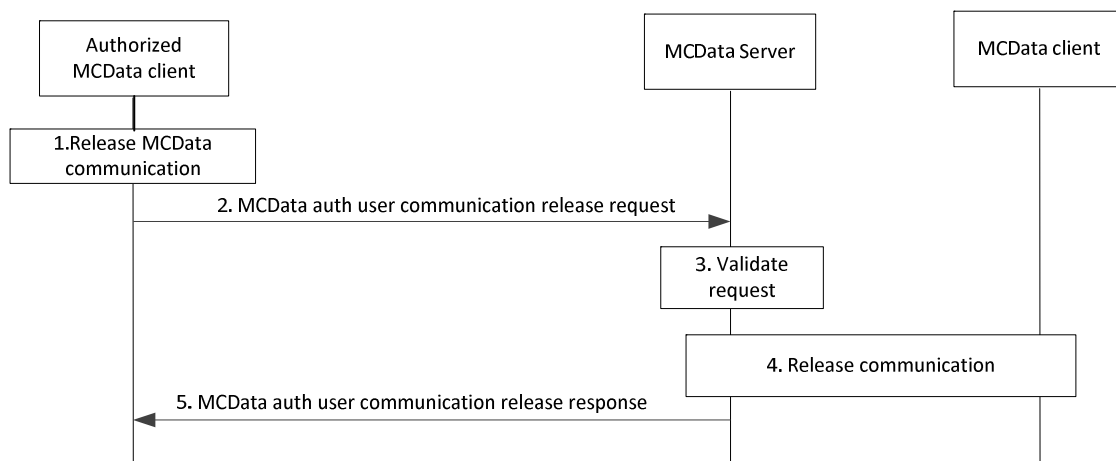 Authorized
MCData client
MCData Server
MCData client
1.Release MCData
communication
2. MCData auth user communication release request
3. Validate
request
4. Release communication
5. MCData auth user communication release response